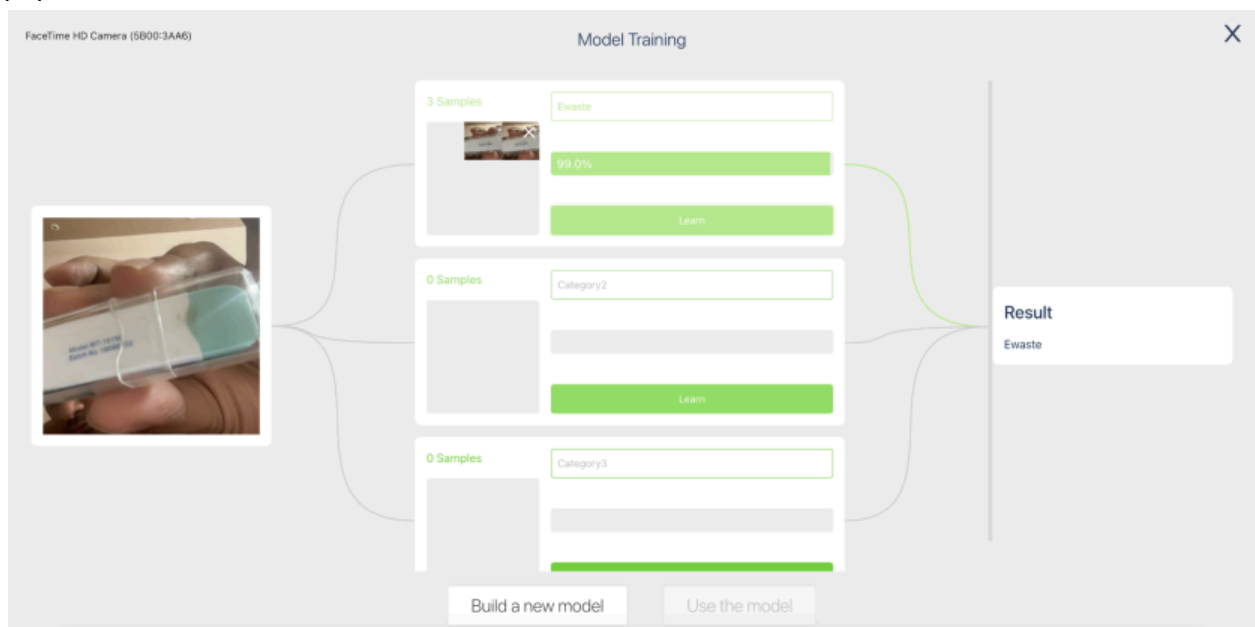 FaceTime HD Camera (5B00:3AA6)
Model Training
X
3 Samples
Ewaste
99.0%
Learn
0 Samples
Category2
Learn
0 Samples
Category3
Result
Ewaste
Build a new model
Use the model